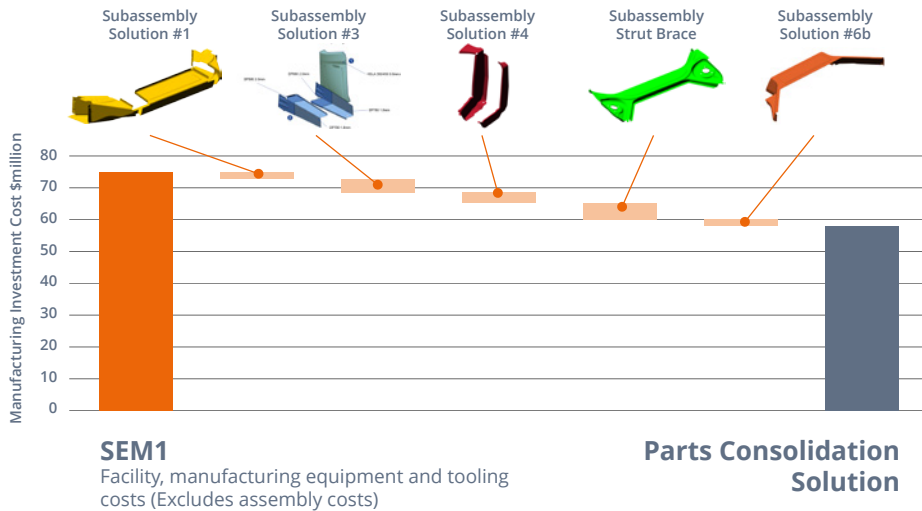 Subassembly
Solution #1
Subassembly
Solution #3
Subassembly
Solution #4
Subassembly
Strut Brace
Subassembly
Solution #6b
Manufacturing Investment Cost $million
80
70
60
50
40
30
20
10
0
SEM1
Facility, manufacturing equipment and tooling
costs (Excludes assembly costs)
Parts Consolidation
Solution